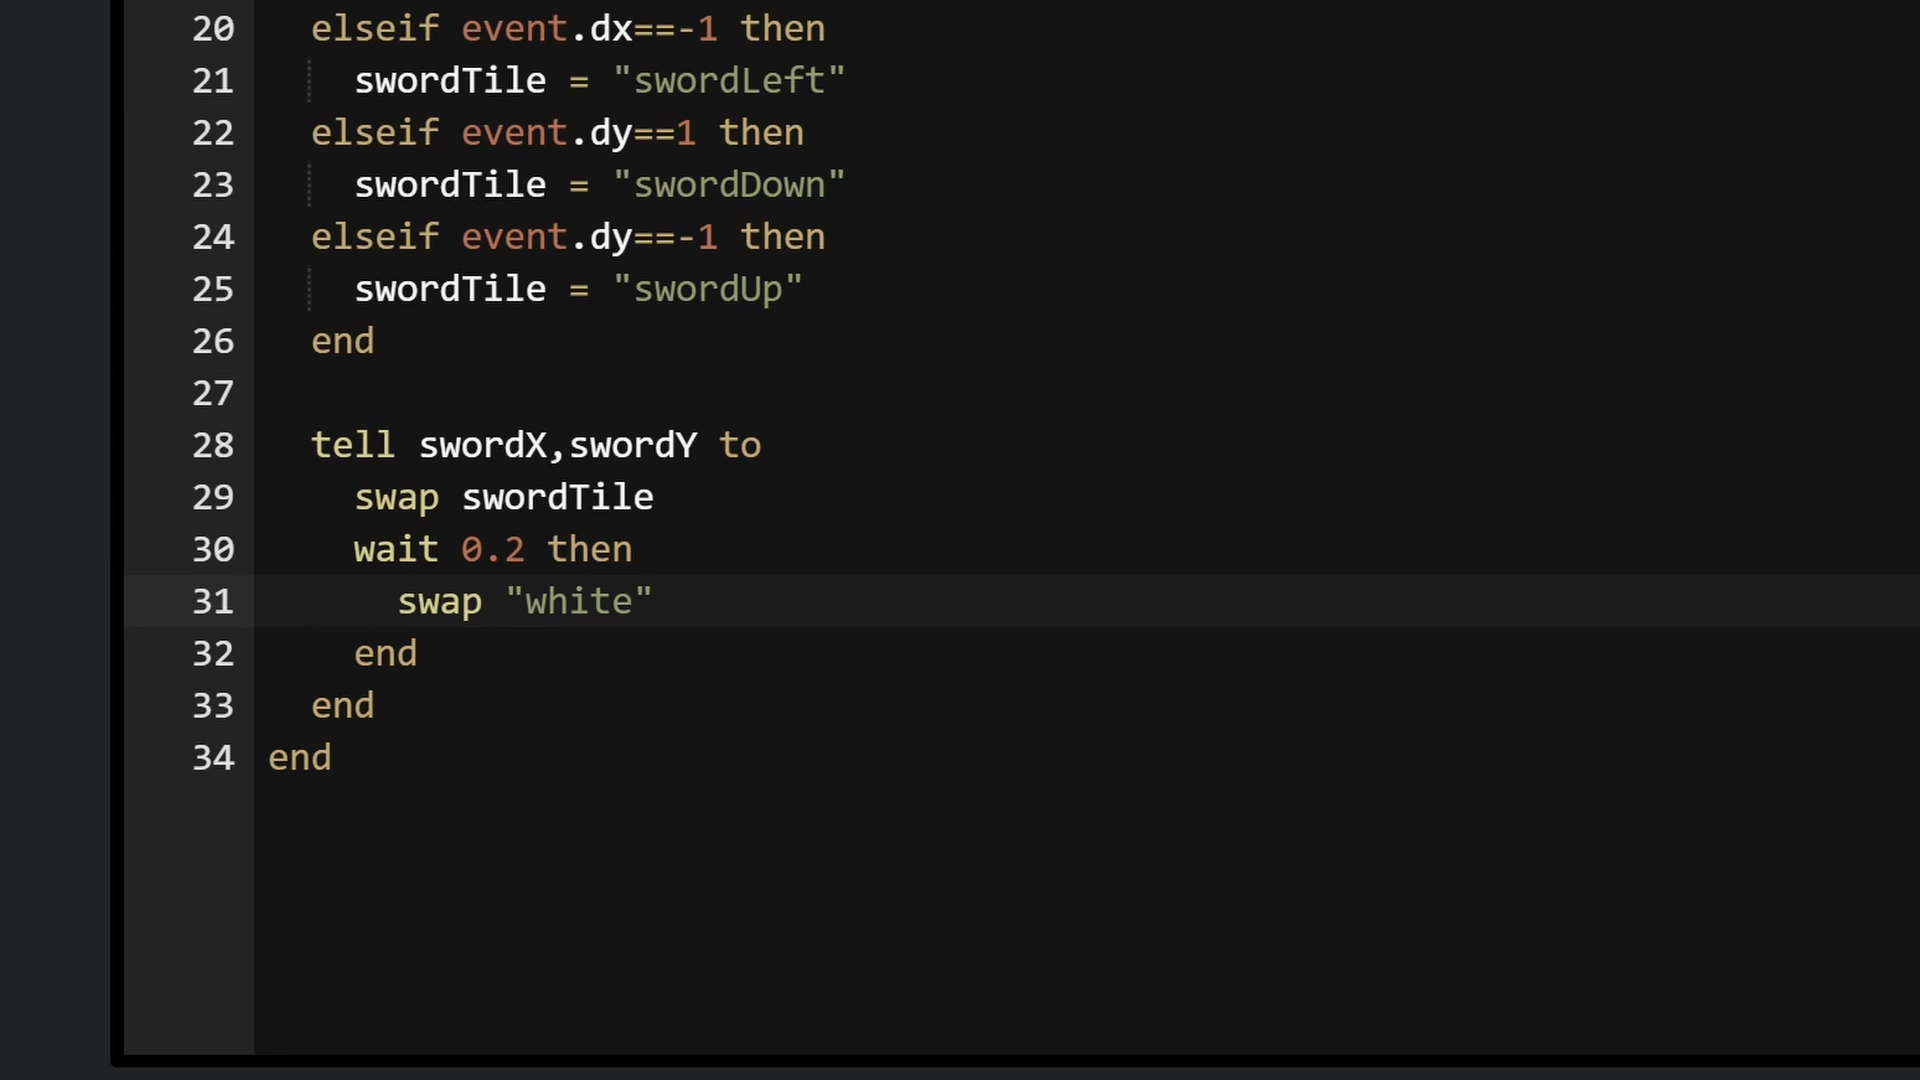 20 elseif event.dx==-1 then
21 swordTile = "swordLeft"
22 elseif event.dy==1 then
23 swordTile = "swordDown"
24 elseif event.dy==-1 then
25 swordTile = "swordUp"
26 end
27
28 tell swordX,swordY to
29 swap swordTile
30 wait 0.2 then
31 swap "white"
32 end
33 end
34 end